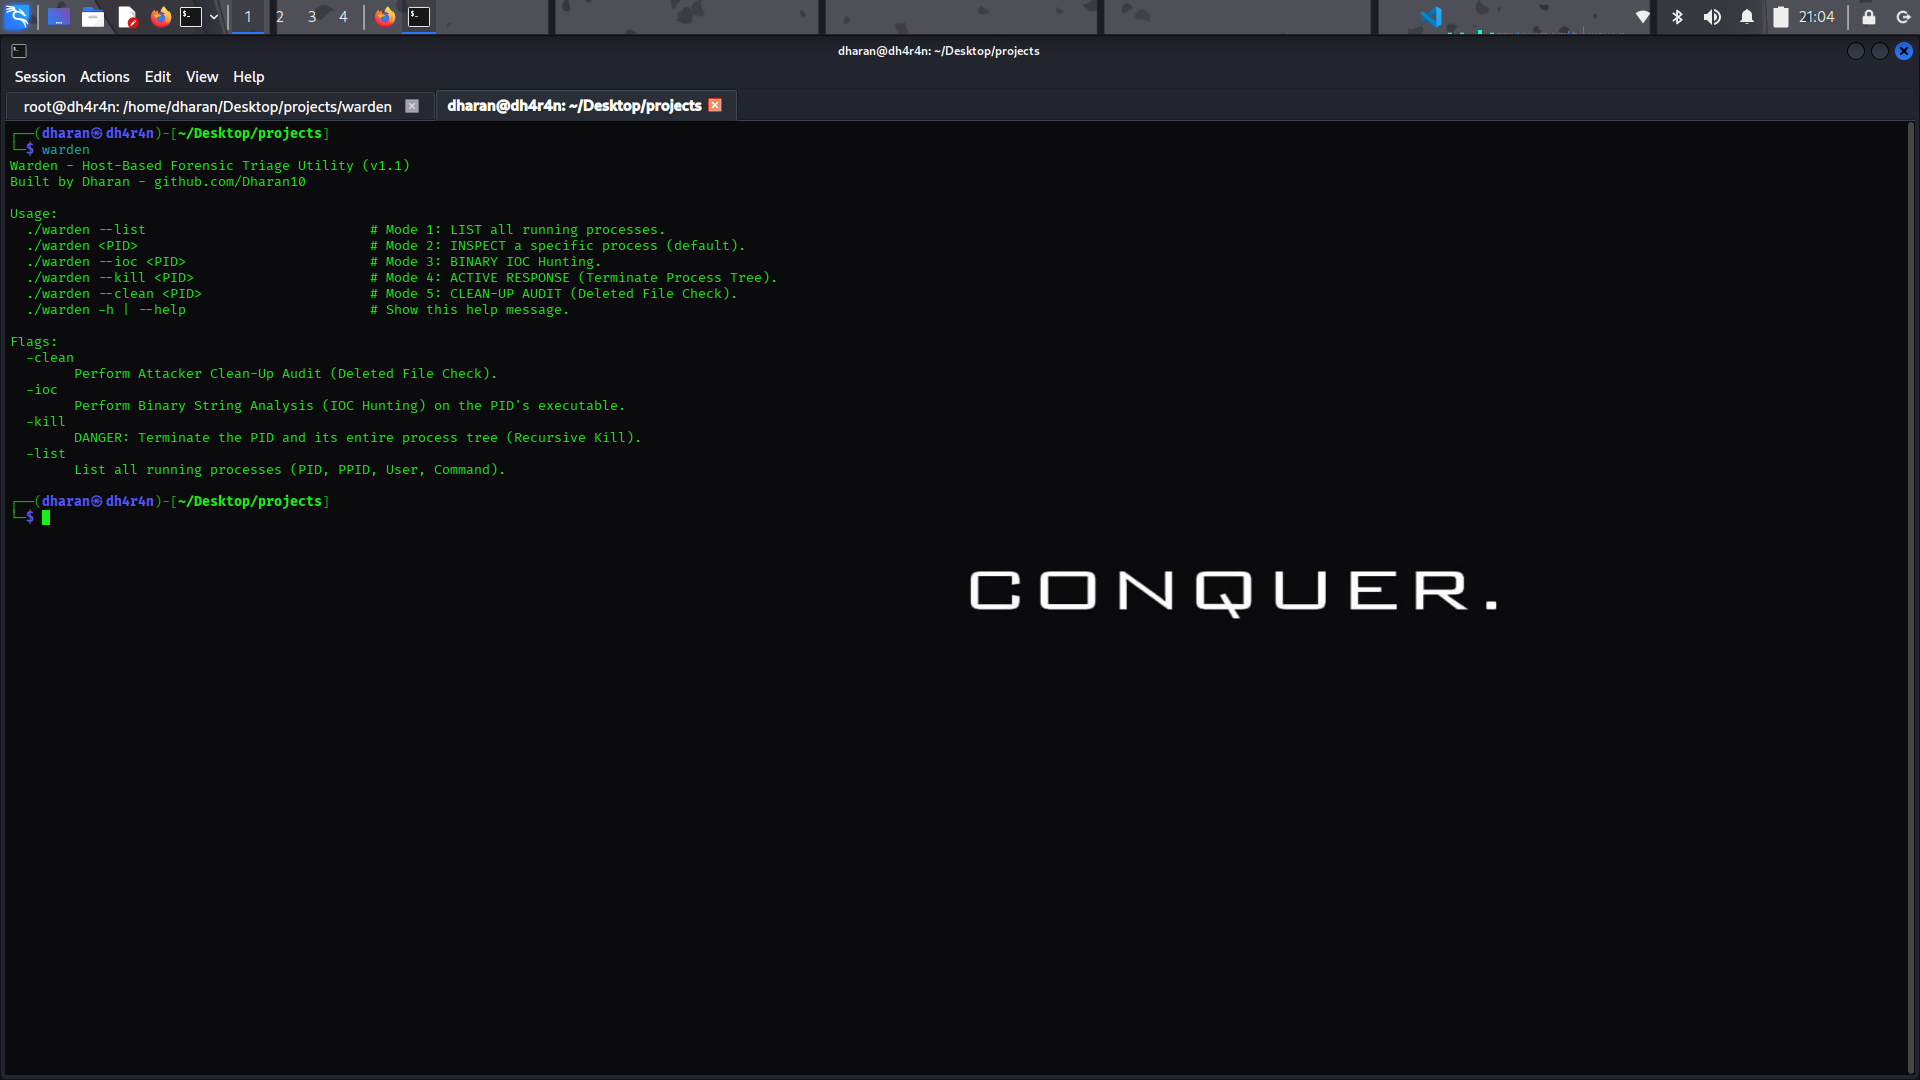 1 2 3 4 21:04
dharan@dh4r4n: ~/Desktop/projects
Session Actions Edit View Help
root@dh4r4n: /home/dharan/Desktop/projects/warden dharan@dh4r4n: ~/Desktop/projects
┌──(dharan㉿dh4r4n)-[~/Desktop/projects]
└─$ warden
Warden - Host-Based Forensic Triage Utility (v1.1)
Built by Dharan - github.com/Dharan10
Usage:
./warden --list # Mode 1: LIST all running processes.
./warden <PID> # Mode 2: INSPECT a specific process (default).
./warden --ioc <PID> # Mode 3: BINARY IOC Hunting.
./warden --kill <PID> # Mode 4: ACTIVE RESPONSE (Terminate Process Tree).
./warden --clean <PID> # Mode 5: CLEAN-UP AUDIT (Deleted File Check).
./warden -h | --help # Show this help message.
Flags:
-clean
Perform Attacker Clean-Up Audit (Deleted File Check).
-ioc
Perform Binary String Analysis (IOC Hunting) on the PID's executable.
-kill
DANGER: Terminate the PID and its entire process tree (Recursive Kill).
-list
List all running processes (PID, PPID, User, Command).
┌──(dharan㉿dh4r4n)-[~/Desktop/projects]
└─$
CONQUER.